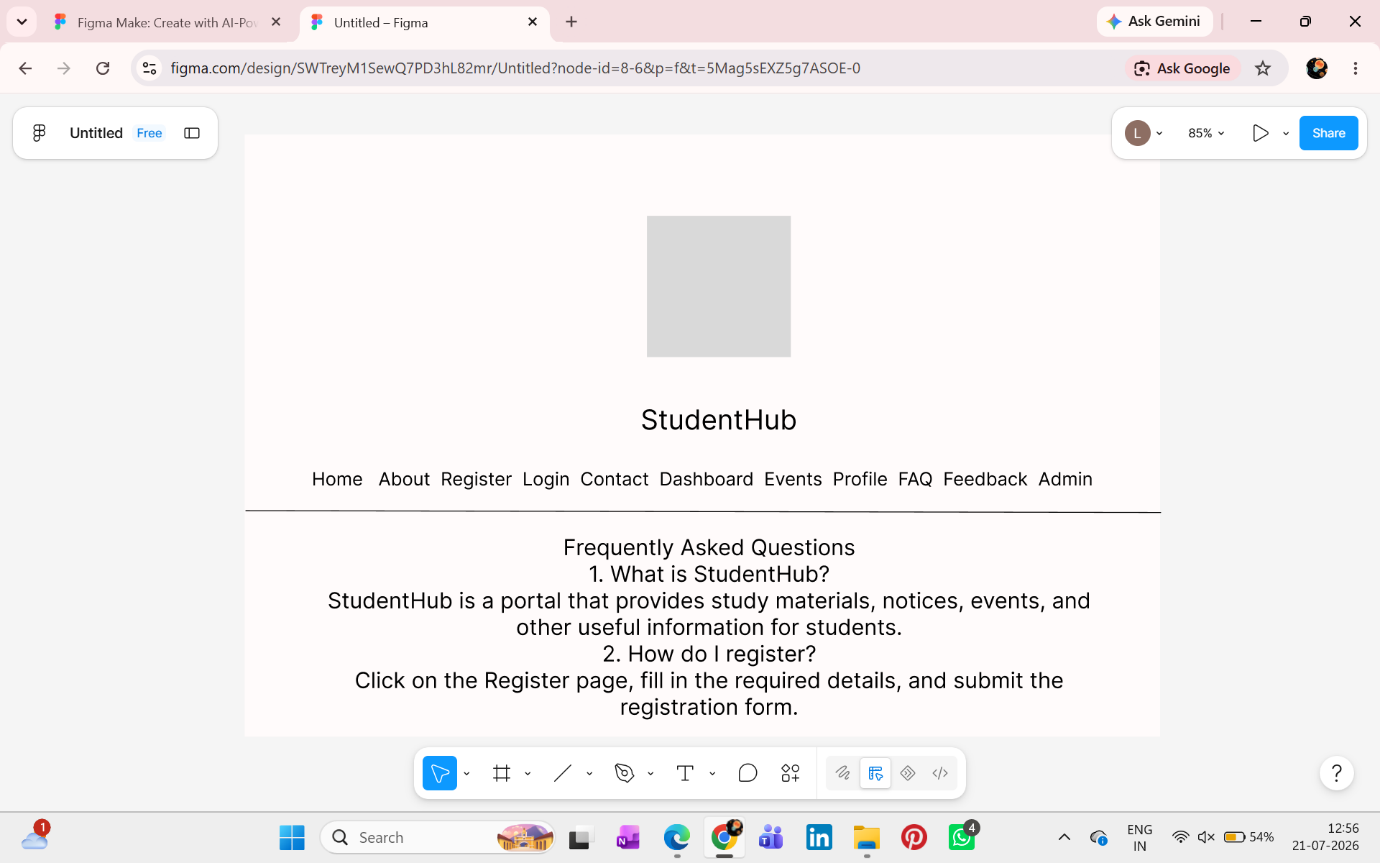 Figma Make: Create with AI-Po
Untitled – Figma
Ask Gemini
figma.com/design/SWTreyM1SewQ7PD3hL82mr/Untitled?node-id=8-6&p=f&t=5Mag5sEXZ5g7ASOE-0
Ask Google
Untitled Free
L 85% Share
StudentHub
Home About Register Login Contact Dashboard Events Profile FAQ Feedback Admin
Frequently Asked Questions
1. What is StudentHub?
StudentHub is a portal that provides study materials, notices, events, and
other useful information for students.
2. How do I register?
Click on the Register page, fill in the required details, and submit the
registration form.
?
1
Search
4
ENG
IN
54%
12:56
21-07-2026